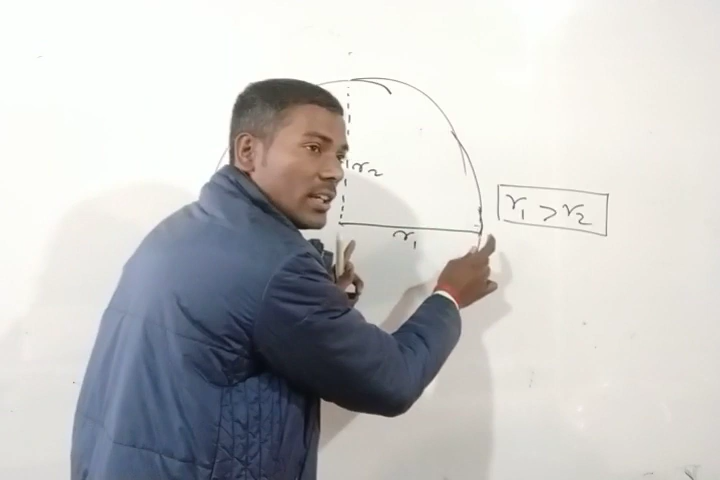 r₂
r₁
r₁ > r₂